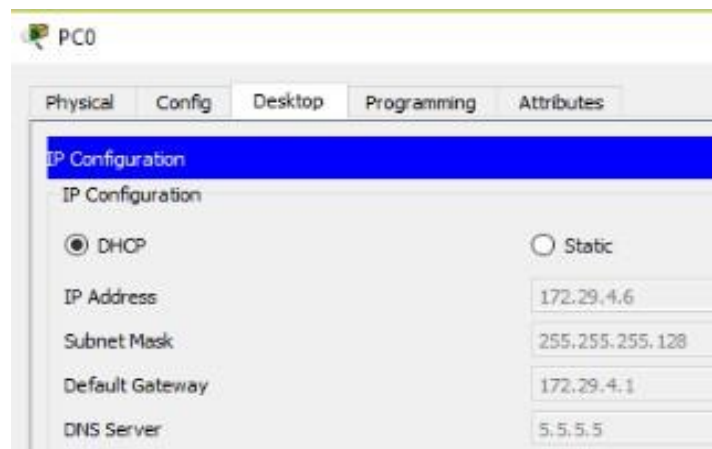 PC0
Physical Config Desktop Programming Attributes
IP Configuration
IP Configuration
DHCP Static
IP Address 172.29.4.6
Subnet Mask 255.255.255.128
Default Gateway 172.29.4.1
DNS Server 5.5.5.5